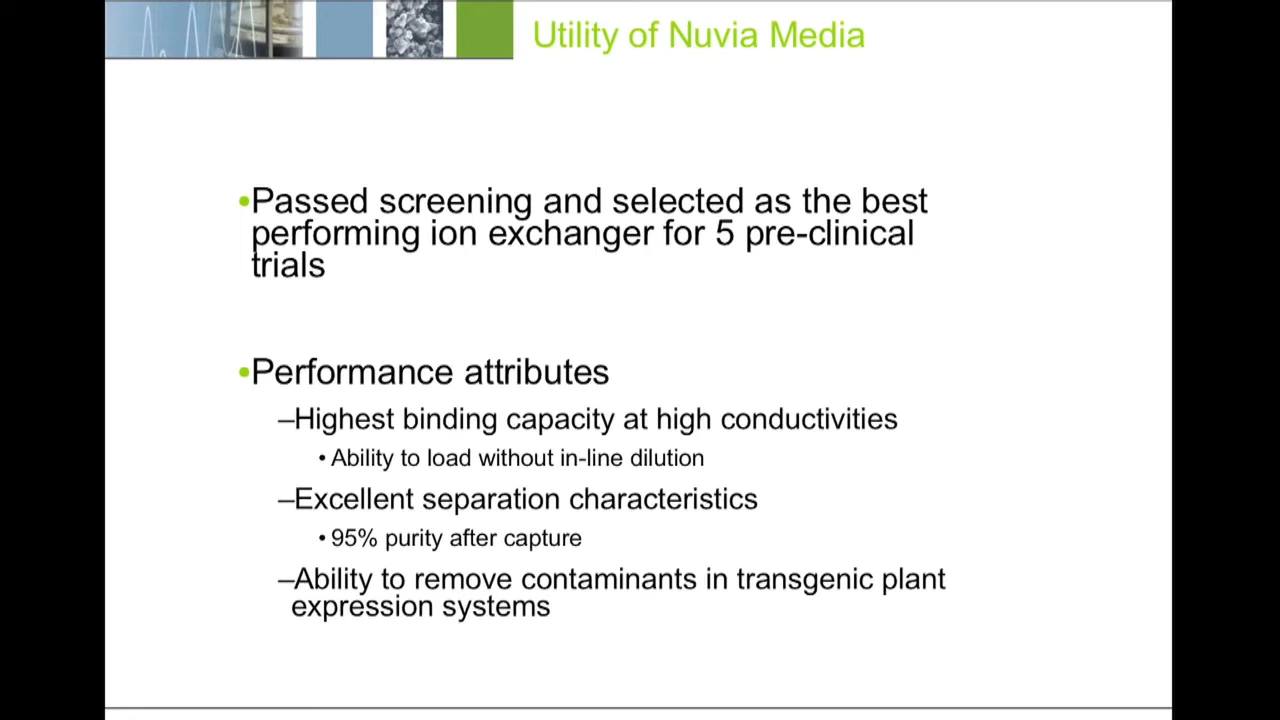 Utility of Nuvia Media
•Passed screening and selected as the best
performing ion exchanger for 5 pre-clinical
trials
•Performance attributes
–Highest binding capacity at high conductivities
• Ability to load without in-line dilution
–Excellent separation characteristics
• 95% purity after capture
–Ability to remove contaminants in transgenic plant
expression systems